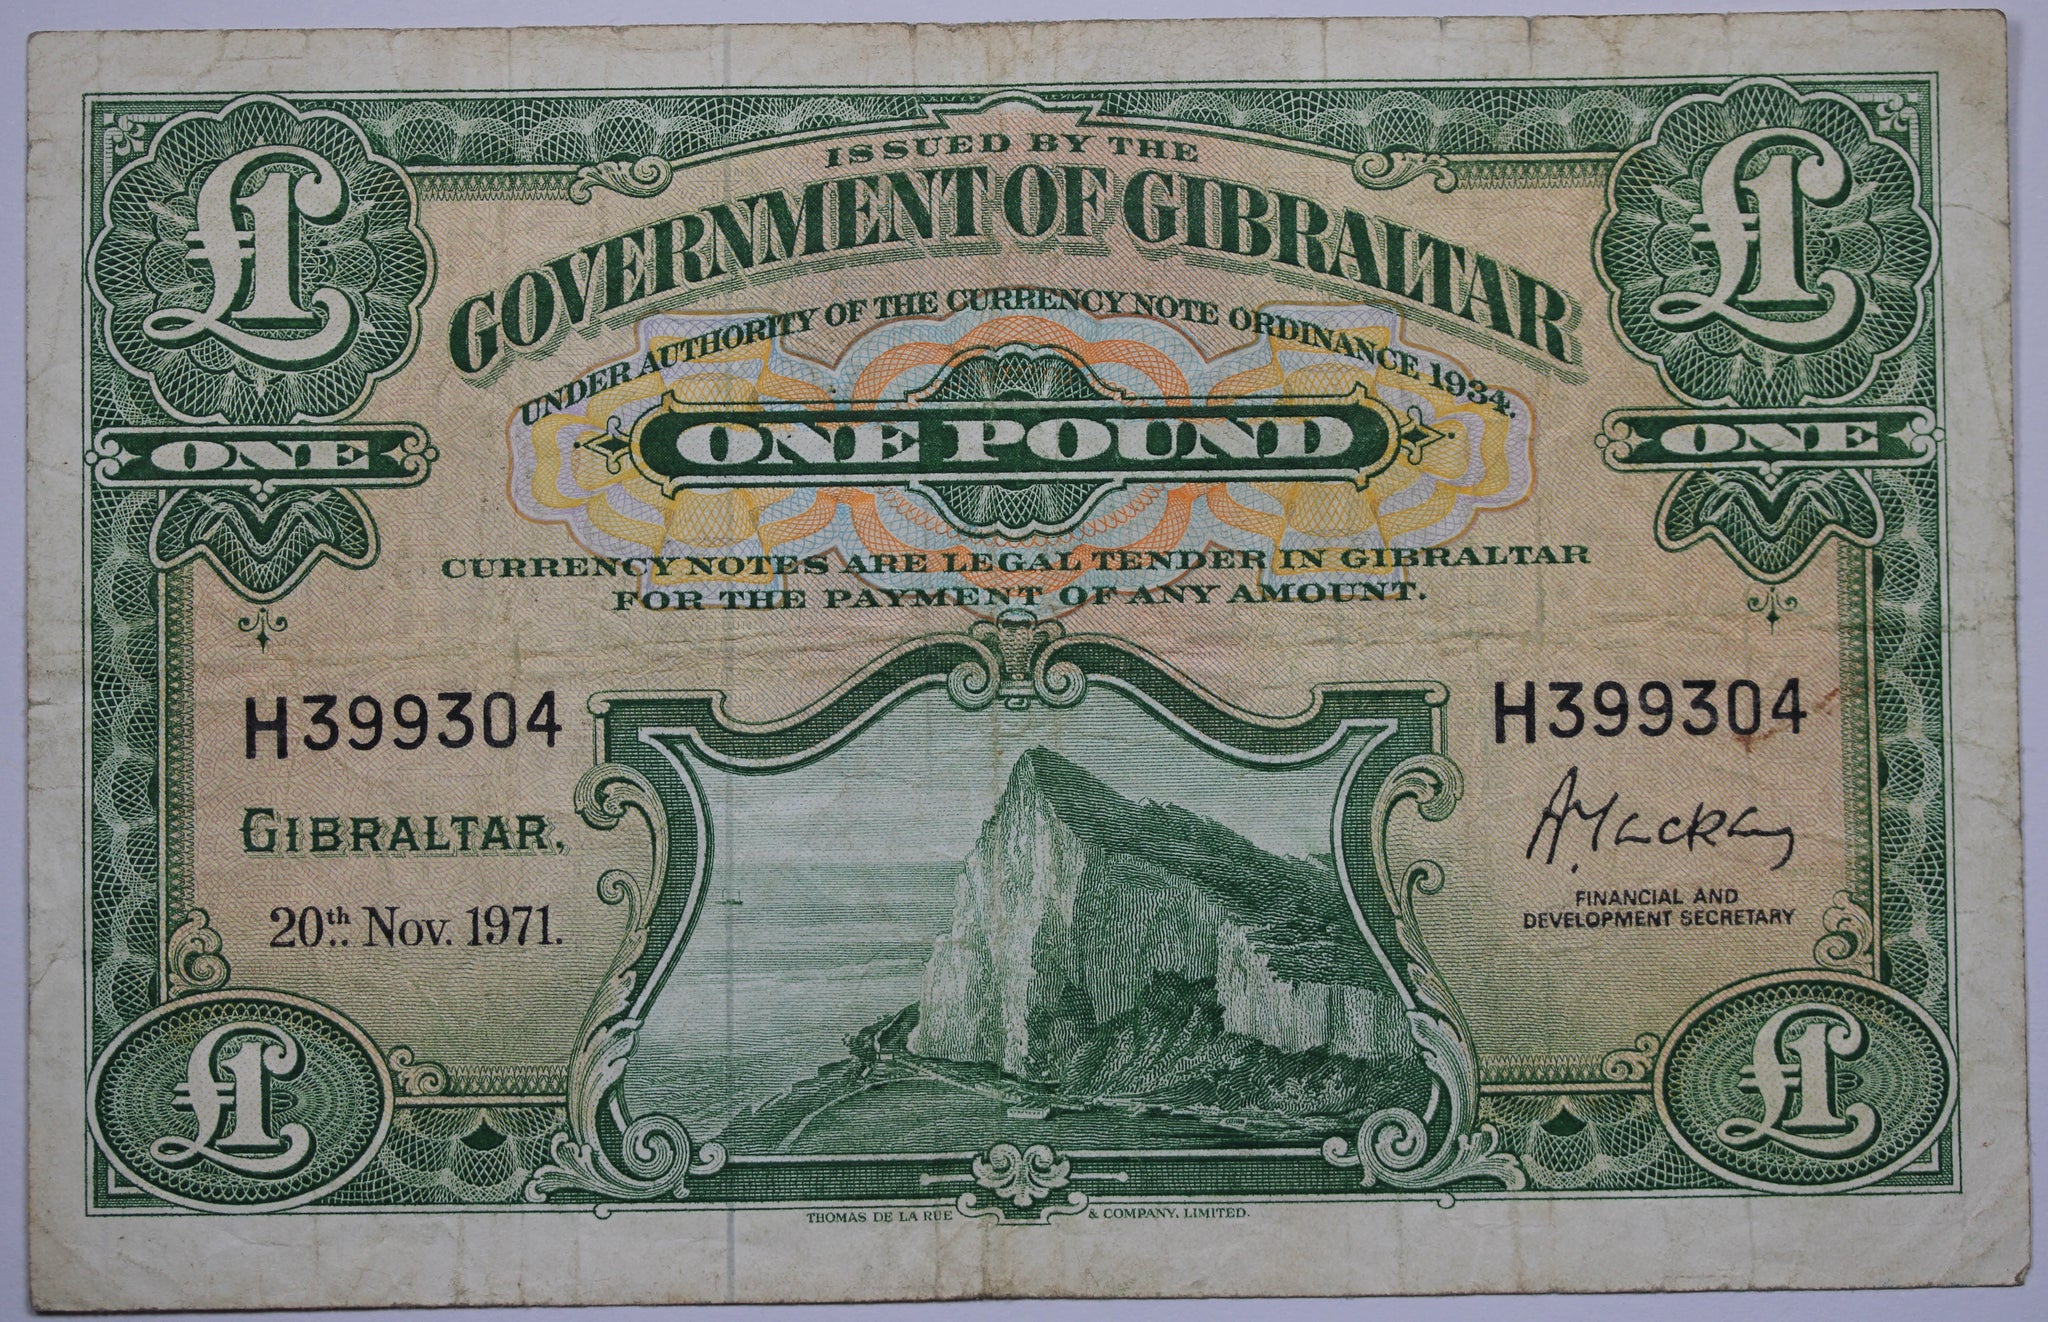 ISSUED BY THE
£1
GOVERNMENT OF GIBRALTAR
£1
UNDER AUTHORITY OF THE CURRENCY NOTE ORDINANCE 1934.
ONE
ONE POUND
ONE
CURRENCY NOTES ARE LEGAL TENDER IN GIBRALTAR
FOR THE PAYMENT OF ANY AMOUNT.
H399304
H399304
GIBRALTAR,
A. Mackay
20th. Nov. 1971.
FINANCIAL AND
DEVELOPMENT SECRETARY
£1
£1
THOMAS DE LA RUE & COMPANY, LIMITED.